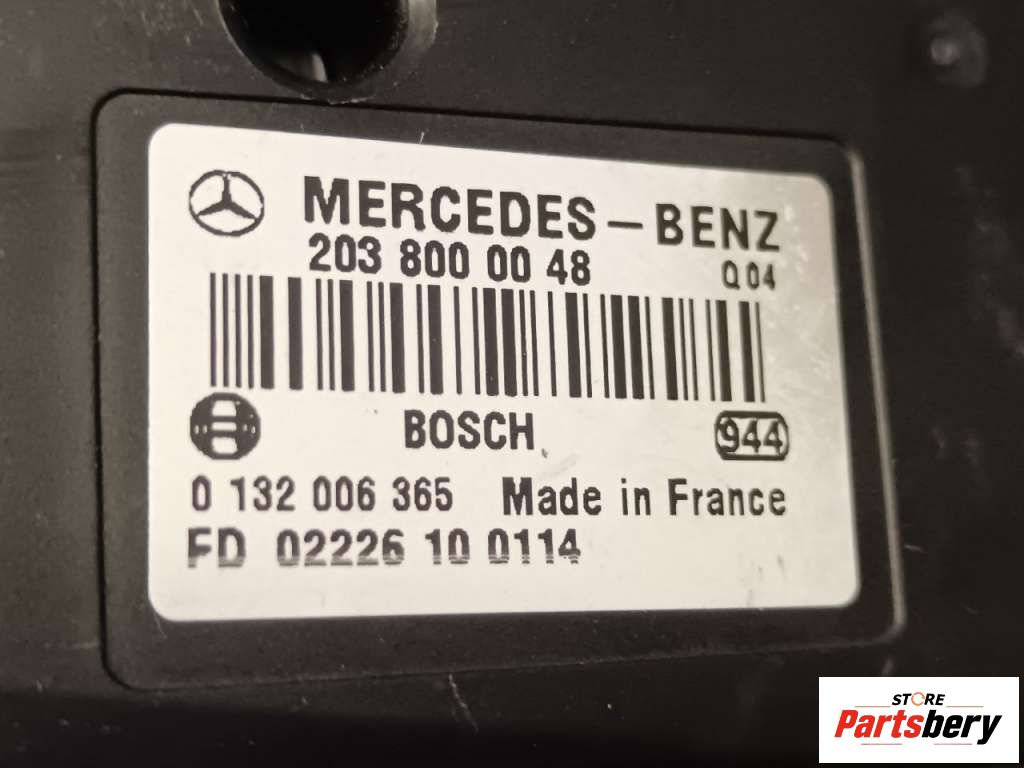 MERCEDES-BENZ
203 800 00 48 Q04
BOSCH 944
0 132 006 365 Made in France
FD 02226 10 0114
STORE
Partsbery